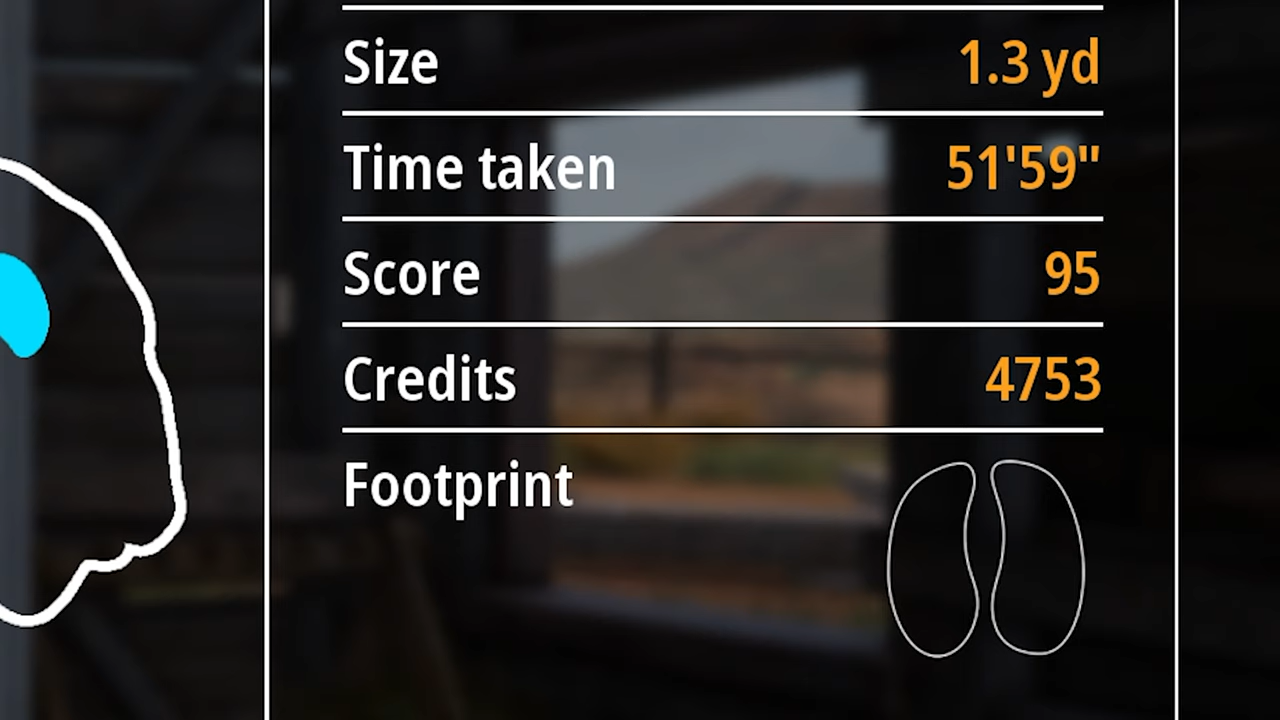 Size 1.3 yd
Time taken 51'59"
Score 95
Credits 4753
Footprint